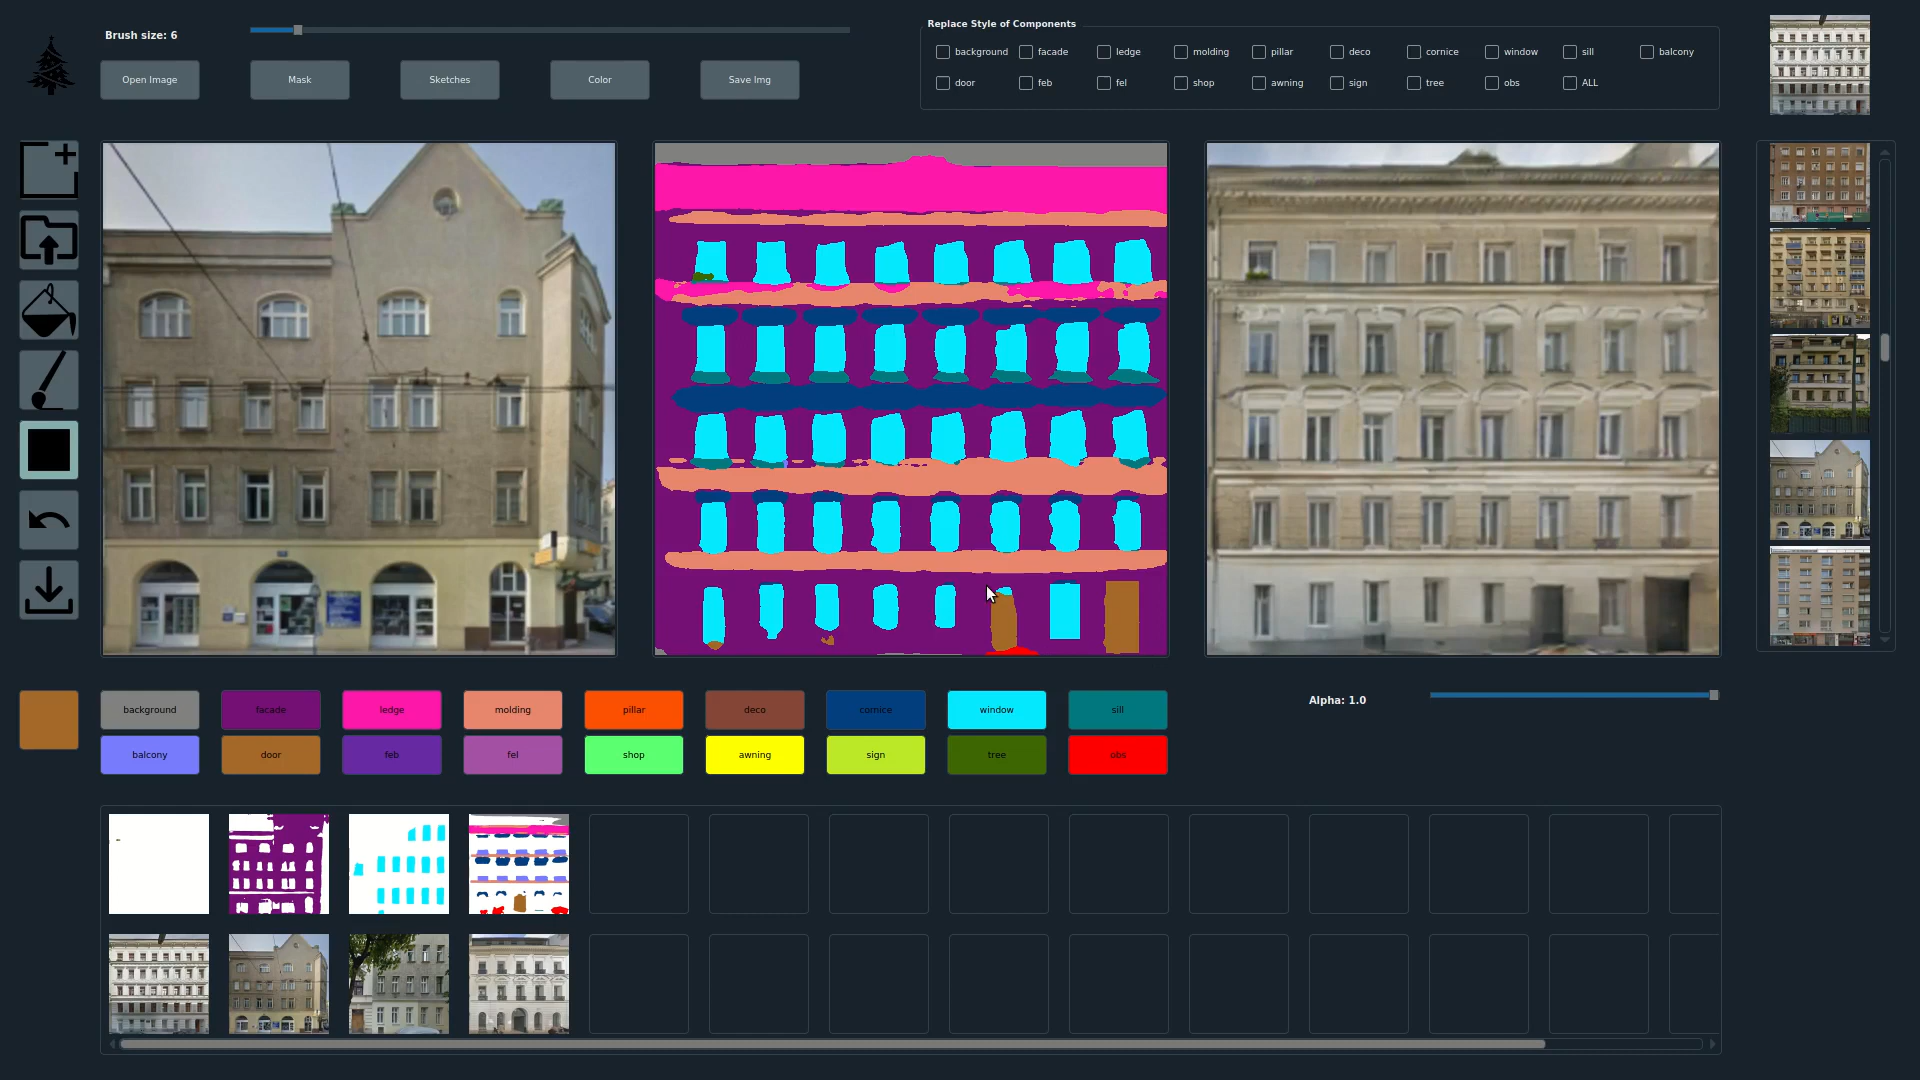 Brush size: 6
Open Image
Mask
Sketches
Color
Save Img
Replace Style of Components
background facade ledge molding pillar deco cornice window sill balcony
door feb fel shop awning sign tree obs ALL
background facade ledge molding pillar deco cornice window sill
balcony door feb fel shop awning sign tree obs
Alpha: 1.0